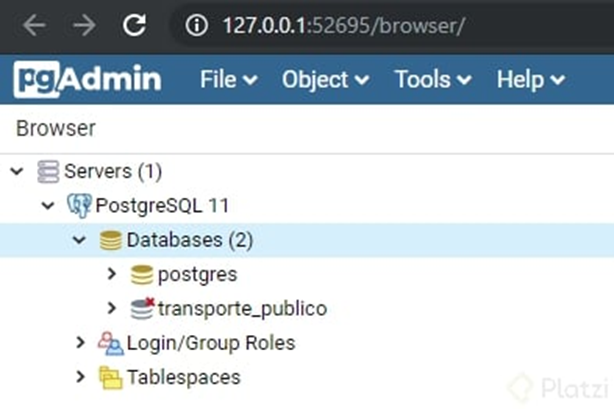 127.0.0.1:52695/browser/
pgAdmin File Object Tools Help
Browser
Servers (1)
PostgreSQL 11
Databases (2)
postgres
transporte_publico
Login/Group Roles
Tablespaces
Platzi